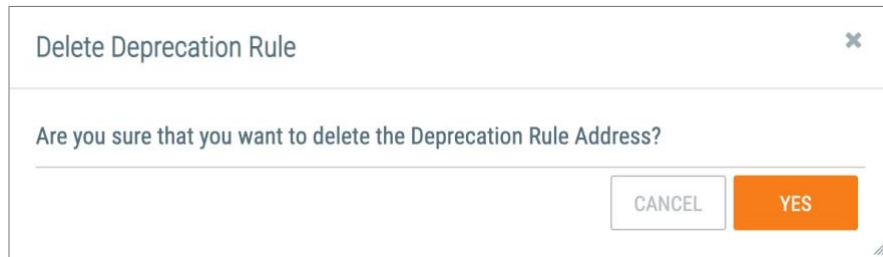 Delete Deprecation Rule
Are you sure that you want to delete the Deprecation Rule Address?
CANCEL
YES